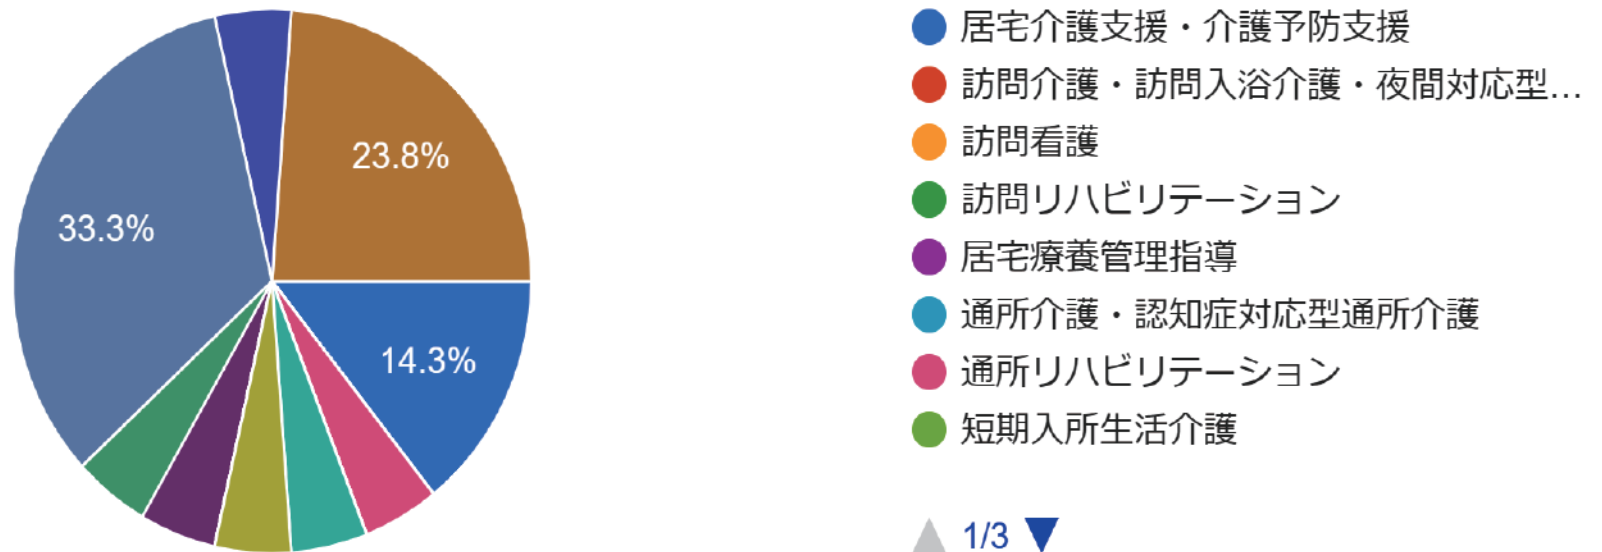 33.3%
23.8%
14.3%
居宅介護支援・介護予防支援
訪問介護・訪問入浴介護・夜間対応型…
訪問看護
訪問リハビリテーション
居宅療養管理指導
通所介護・認知症対応型通所介護
通所リハビリテーション
短期入所生活介護
1/3